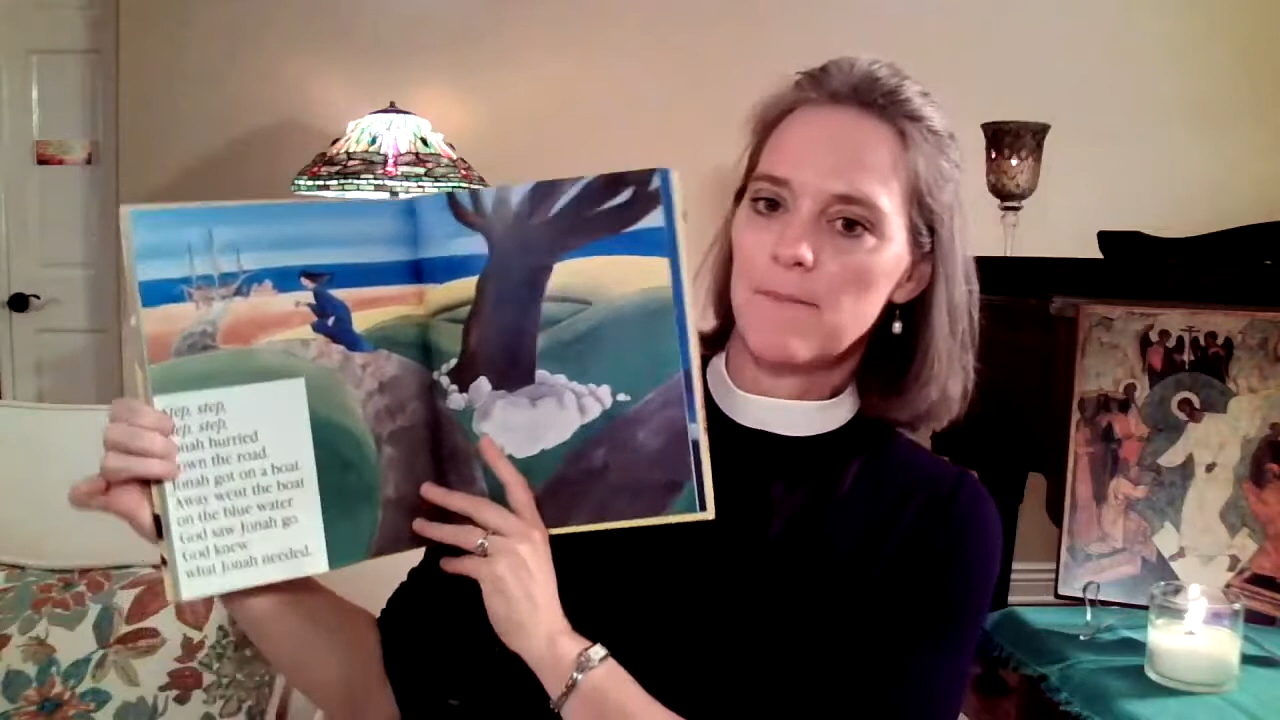 step, step,
step, step,
Jonah hurried
down the road.
Jonah got on a boat.
Away went the boat
on the blue water
God saw Jonah go
God knew
what Jonah needed.